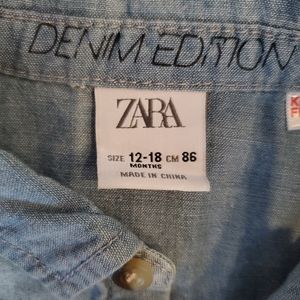 DENIM EDITION
ZARA
SIZE 12-18 CM 86
MONTHS
MADE IN CHINA